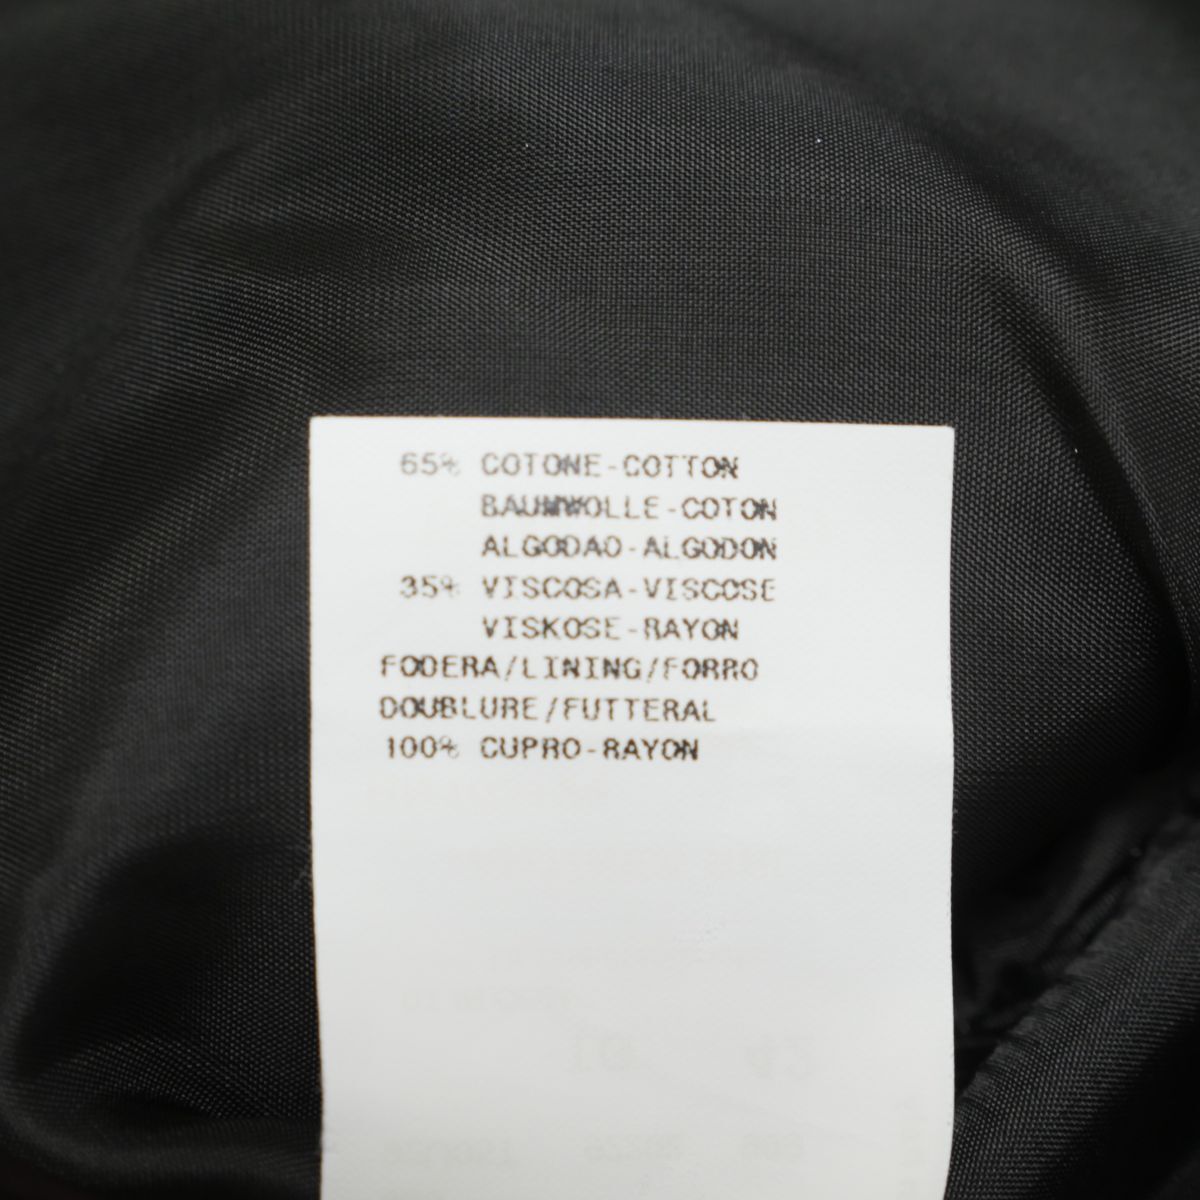 65% COTONE-COTTON
BAUMWOLLE-COTON
ALGODAO-ALGODON
35% VISCOSA-VISCOSE
VISKOSE-RAYON
FODERA/LINING/FORRO
DOUBLURE/FUTTERAL
100% CUPRO-RAYON